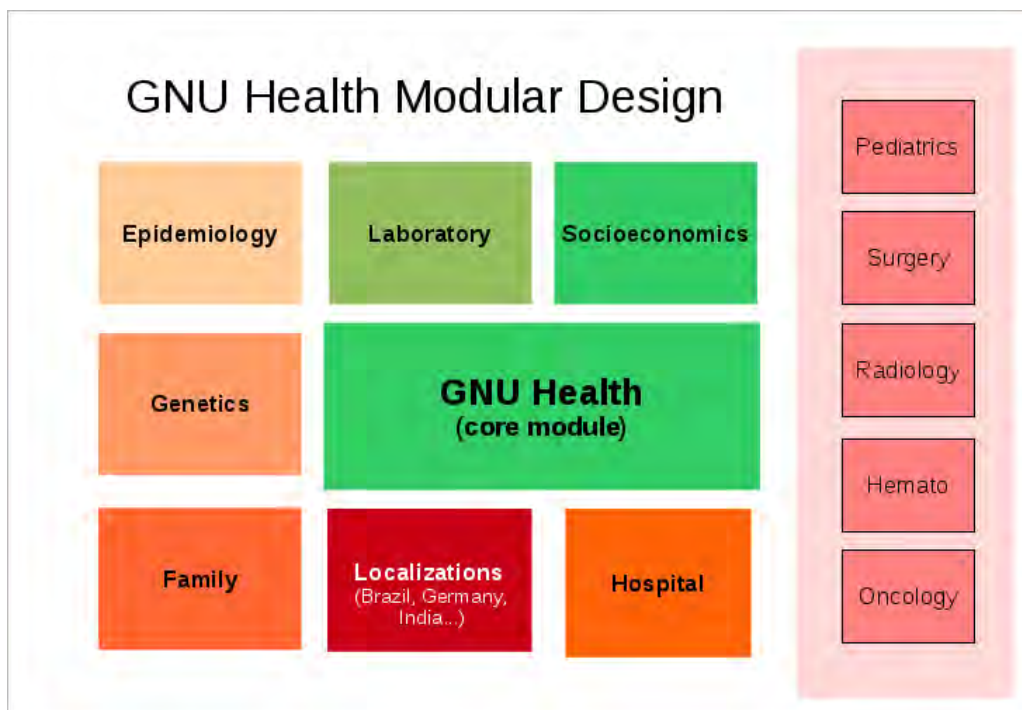 GNU Health Modular Design
Epidemiology
Laboratory
Socioeconomics
Genetics
GNU Health
(core module)
Family
Localizations
(Brazil, Germany,
India...)
Hospital
Pediatrics
Surgery
Radiology
Hemato
Oncology